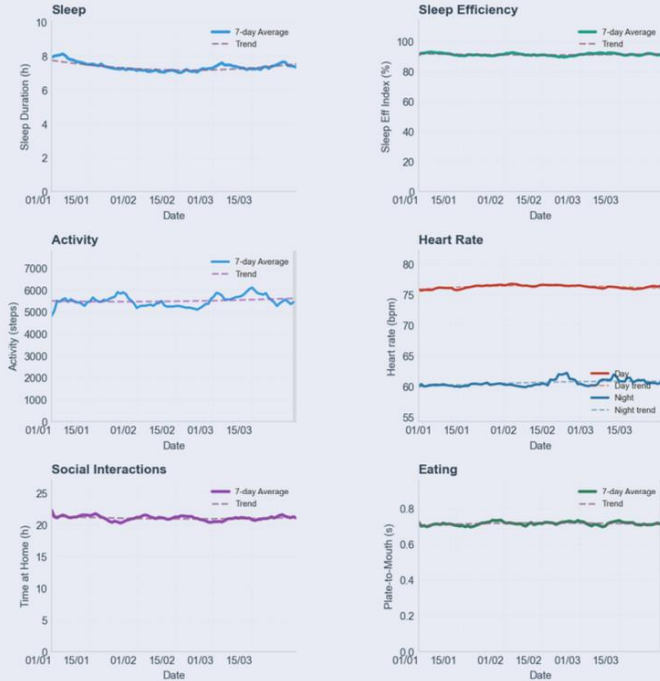 Sleep
10
8
6
4
2
0
Sleep Duration (h)
7-day Average
Trend
01/01 15/01 01/02 15/02 01/03 15/03
Date
Sleep Efficiency
100
80
60
40
20
0
Sleep Eff Index (%)
7-day Average
Trend
01/01 15/01 01/02 15/02 01/03 15/03
Date
Activity
7000
6000
5000
4000
3000
2000
1000
0
Activity (steps)
7-day Average
Trend
01/01 15/01 01/02 15/02 01/03 15/03
Date
Heart Rate
80
75
70
65
60
55
Heart rate (bpm)
Day
Day trend
Night
Night trend
01/01 15/01 01/02 15/02 01/03 15/03
Date
Social Interactions
25
20
15
10
5
0
Time at Home (h)
7-day Average
Trend
01/01 15/01 01/02 15/02 01/03 15/03
Date
Eating
0.8
0.6
0.4
0.2
0.0
Plate-to-Mouth (s)
7-day Average
Trend
01/01 15/01 01/02 15/02 01/03 15/03
Date